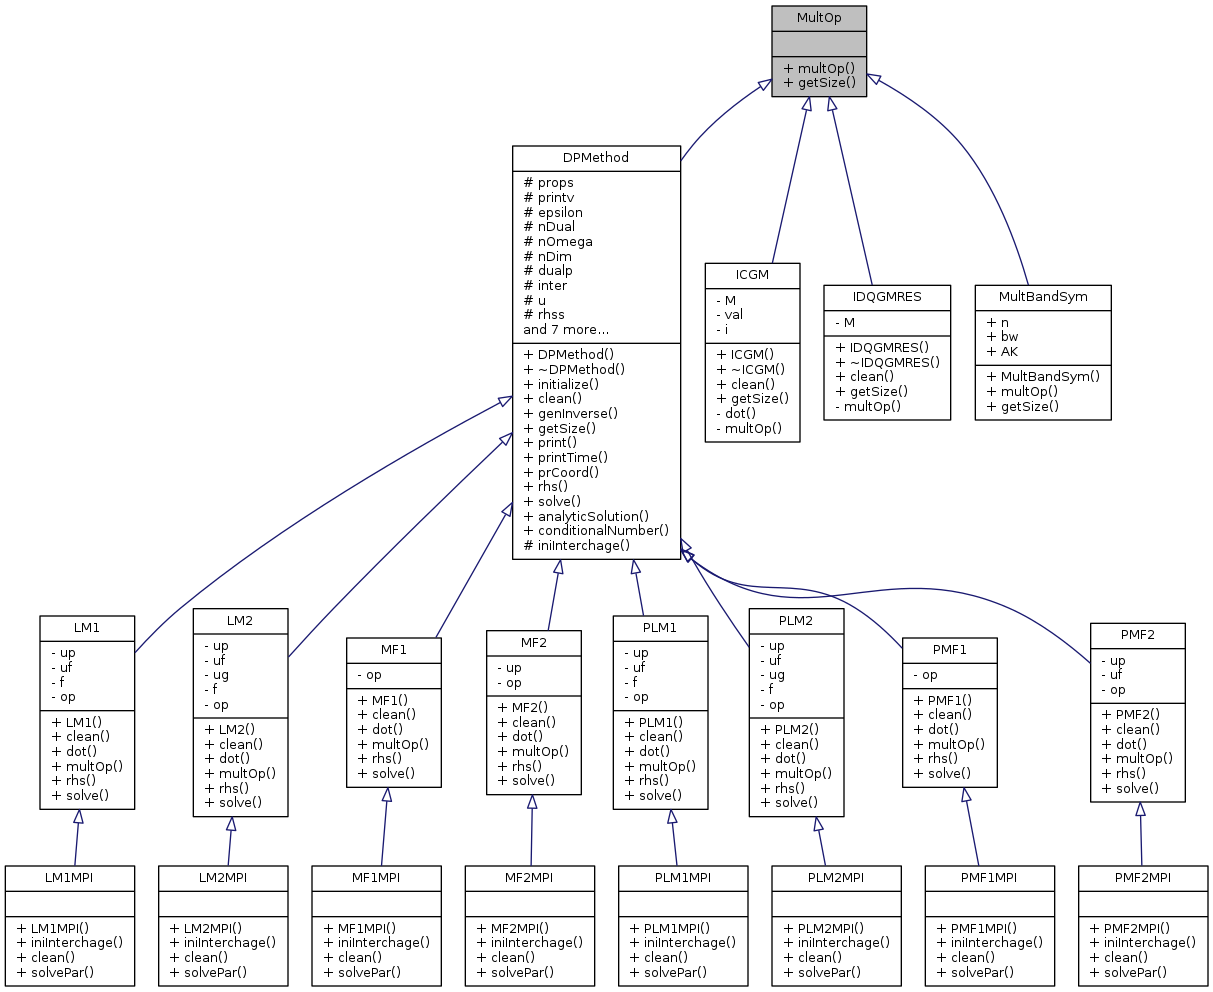 MultOp
+ multOp()
+ getSize()
DPMethod
# props
# printv
# epsilon
# nDual
# nOmega
# nDim
# dualp
# inter
# u
# rhss
and 7 more...
+ DPMethod()
+ ~DPMethod()
+ initialize()
+ clean()
+ genInverse()
+ getSize()
+ print()
+ printTime()
+ prCoord()
+ rhs()
+ solve()
+ analyticSolution()
+ conditionalNumber()
# iniInterchage()
ICGM
- M
- val
- i
+ ICGM()
+ ~ICGM()
+ clean()
+ getSize()
- dot()
- multOp()
IDQGMRES
- M
+ IDQGMRES()
+ ~IDQGMRES()
+ clean()
+ getSize()
- multOp()
MultBandSym
+ n
+ bw
+ AK
+ MultBandSym()
+ multOp()
+ getSize()
LM1
- up
- uf
- f
- op
+ LM1()
+ clean()
+ dot()
+ multOp()
+ rhs()
+ solve()
LM2
- up
- uf
- ug
- f
- op
+ LM2()
+ clean()
+ dot()
+ multOp()
+ rhs()
+ solve()
MF1
- op
+ MF1()
+ clean()
+ dot()
+ multOp()
+ rhs()
+ solve()
MF2
- up
- op
+ MF2()
+ clean()
+ dot()
+ multOp()
+ rhs()
+ solve()
PLM1
- up
- uf
- f
- op
+ PLM1()
+ clean()
+ dot()
+ multOp()
+ rhs()
+ solve()
PLM2
- up
- uf
- ug
- f
- op
+ PLM2()
+ clean()
+ dot()
+ multOp()
+ rhs()
+ solve()
PMF1
- op
+ PMF1()
+ clean()
+ dot()
+ multOp()
+ rhs()
+ solve()
PMF2
- up
- uf
- op
+ PMF2()
+ clean()
+ dot()
+ multOp()
+ rhs()
+ solve()
LM1MPI
+ LM1MPI()
+ iniInterchage()
+ clean()
+ solvePar()
LM2MPI
+ LM2MPI()
+ iniInterchage()
+ clean()
+ solvePar()
MF1MPI
+ MF1MPI()
+ iniInterchage()
+ clean()
+ solvePar()
MF2MPI
+ MF2MPI()
+ iniInterchage()
+ clean()
+ solvePar()
PLM1MPI
+ PLM1MPI()
+ iniInterchage()
+ clean()
+ solvePar()
PLM2MPI
+ PLM2MPI()
+ iniInterchage()
+ clean()
+ solvePar()
PMF1MPI
+ PMF1MPI()
+ iniInterchage()
+ clean()
+ solvePar()
PMF2MPI
+ PMF2MPI()
+ iniInterchage()
+ clean()
+ solvePar()